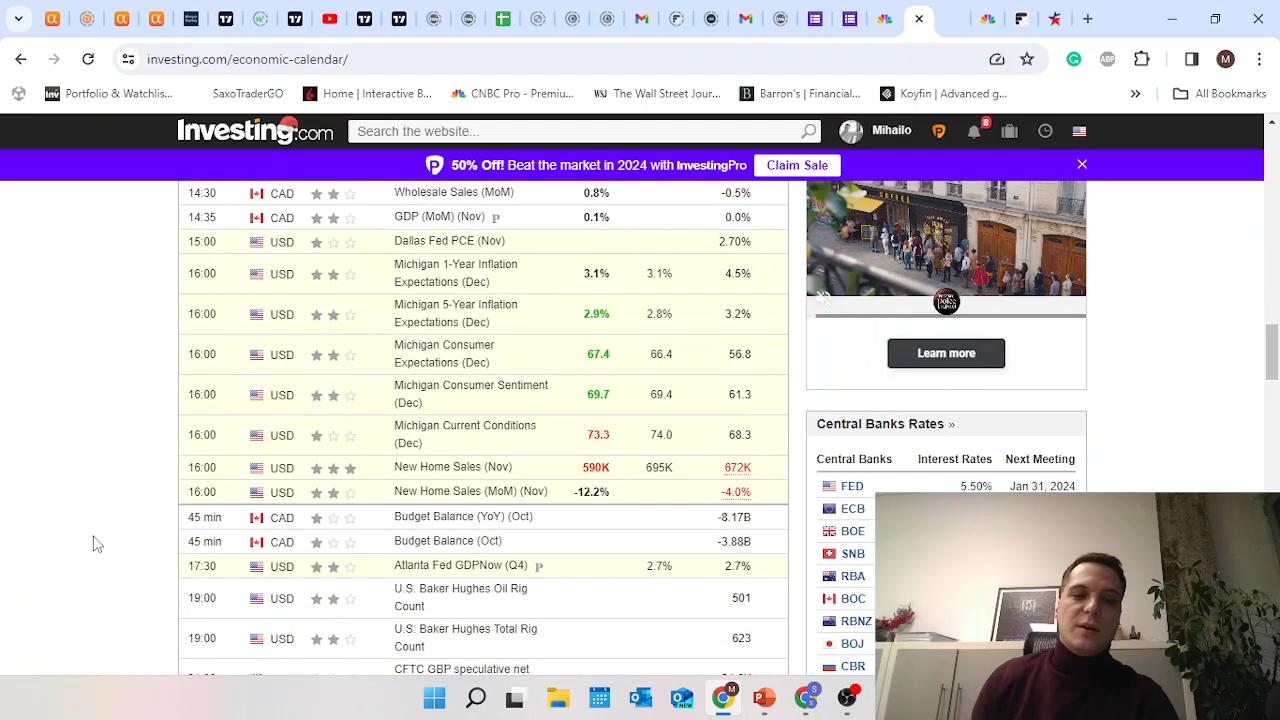 investing.com/economic-calendar/
ABP
M
Inv Portfolio & Watchlis...
SaxoTraderGO
Home | Interactive B...
CNBC Pro - Premiu...
WSJ The Wall Street Jour...
B Barron's | Financial...
Koyfin | Advanced g...
All Bookmarks
Investing.com
Search the website...
Mihailo
8
50% Off! Beat the market in 2024 with InvestingPro
Claim Sale
14:30 CAD Wholesale Sales (MoM) 0.8% -0.5%
14:35 CAD GDP (MoM) (Nov) P 0.1% 0.0%
15:00 USD Dallas Fed PCE (Nov) 2.70%
16:00 USD Michigan 1-Year Inflation Expectations (Dec) 3.1% 3.1% 4.5%
16:00 USD Michigan 5-Year Inflation Expectations (Dec) 2.9% 2.8% 3.2%
16:00 USD Michigan Consumer Expectations (Dec) 67.4 66.4 56.8
16:00 USD Michigan Consumer Sentiment (Dec) 69.7 69.4 61.3
16:00 USD Michigan Current Conditions (Dec) 73.3 74.0 68.3
16:00 USD New Home Sales (Nov) 590K 695K 672K
16:00 USD New Home Sales (MoM) (Nov) -12.2% -4.0%
45 min CAD Budget Balance (YoY) (Oct) -8.17B
45 min CAD Budget Balance (Oct) -3.88B
17:30 USD Atlanta Fed GDPNow (Q4) P 2.7% 2.7%
19:00 USD U.S. Baker Hughes Oil Rig Count 501
19:00 USD U.S. Baker Hughes Total Rig Count 623
CFTC GBP speculative net
Learn more
Central Banks Rates »
Central Banks Interest Rates Next Meeting
FED 5.50% Jan 31, 2024
ECB
BOE
SNB
RBA
BOC
RBNZ
BOJ
CBR